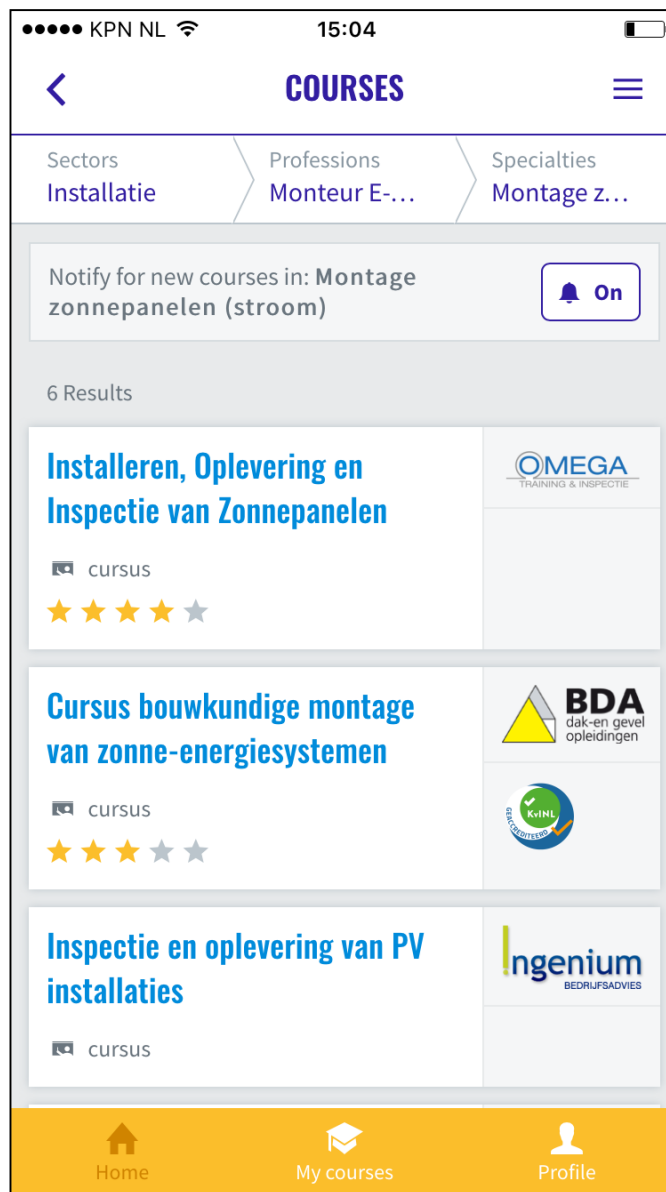 KPN NL
15:04
COURSES
Sectors
Installatie
Professions
Monteur E-...
Specialties
Montage z...
Notify for new courses in: Montage
zonnepanelen (stroom)
On
6 Results
Installeren, Oplevering en
Inspectie van Zonnepanelen
OMEGA
TRAINING & INSPECTIE
cursus
Cursus bouwkundige montage
van zonne-energiesystemen
BDA
dak-en gevel
opleidingen
cursus
KvINL
GEACCREDITEERD
Inspectie en oplevering van PV
installaties
Ingenium
BEDRIJFSADVIES
cursus
Home
My courses
Profile